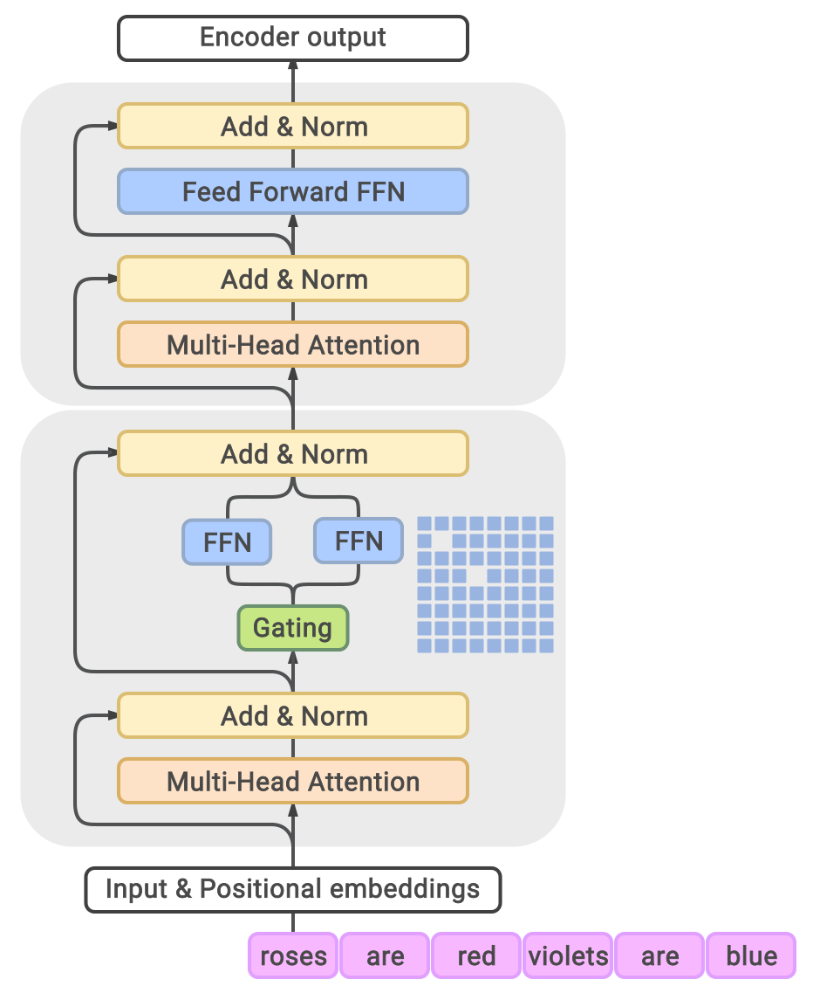 Encoder output
Add & Norm
Feed Forward FFN
Add & Norm
Multi-Head Attention
Add & Norm
FFN FFN
Gating
Add & Norm
Multi-Head Attention
Input & Positional embeddings
roses are red violets are blue